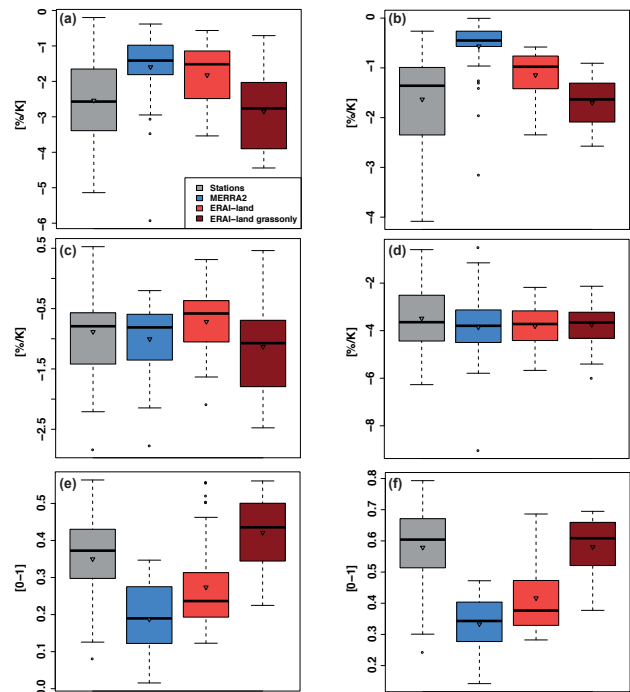 (a)
[%/K]
−1
−2
−3
−4
−5
−6
Stations
MERRA2
ERAI−land
ERAI−land grassonly
(b)
[%/K]
0
−1
−2
−3
−4
(c)
[%/K]
0.5
−0.5
−1.5
−2.5
(d)
[%/K]
−2
−4
−6
−8
(e)
[0−1]
0.5
0.4
0.3
0.2
0.1
0.0
(f)
[0−1]
0.8
0.7
0.6
0.5
0.4
0.3
0.2